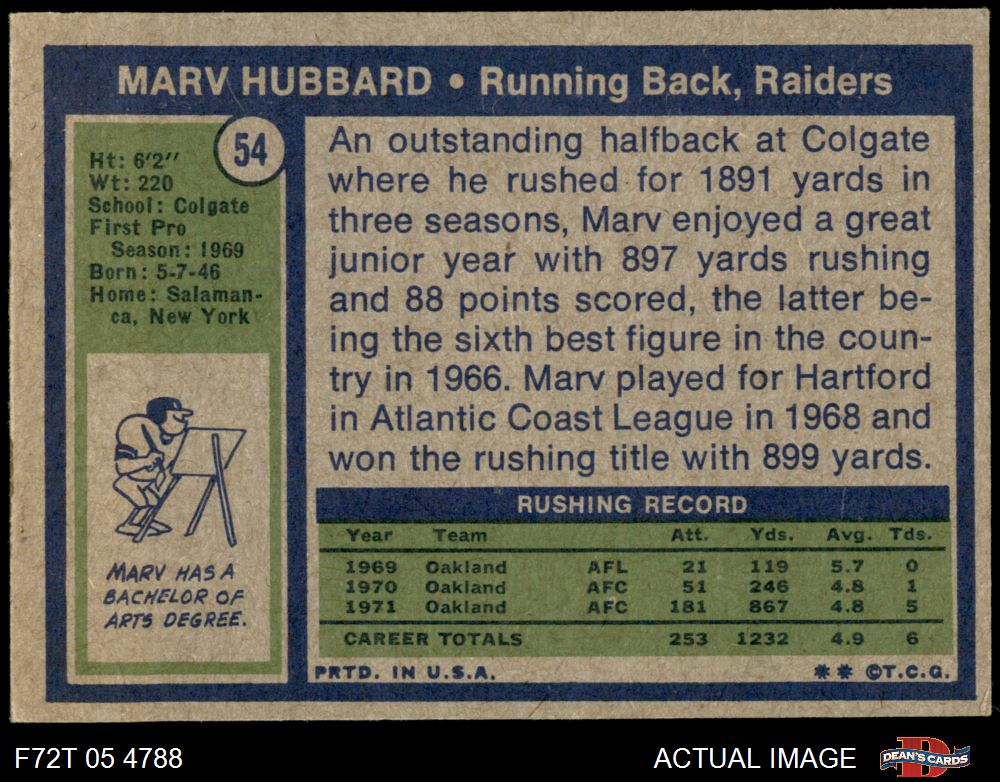 MARV HUBBARD • Running Back, Raiders
54
Ht: 6'2''
Wt: 220
School: Colgate
First Pro
Season: 1969
Born: 5-7-46
Home: Salaman-
ca, New York
MARV HAS A
BACHELOR OF
ARTS DEGREE.
An outstanding halfback at Colgate
where he rushed for 1891 yards in
three seasons, Marv enjoyed a great
junior year with 897 yards rushing
and 88 points scored, the latter be-
ing the sixth best figure in the coun-
try in 1966. Marv played for Hartford
in Atlantic Coast League in 1968 and
won the rushing title with 899 yards.
RUSHING RECORD
Year Team Att. Yds. Avg. Tds.
1969 Oakland AFL 21 119 5.7 0
1970 Oakland AFC 51 246 4.8 1
1971 Oakland AFC 181 867 4.8 5
CAREER TOTALS 253 1232 4.9 6
PRTD. IN U.S.A. ** ©T.C.G.
F72T 05 4788 ACTUAL IMAGE D DEAN'S CARDS